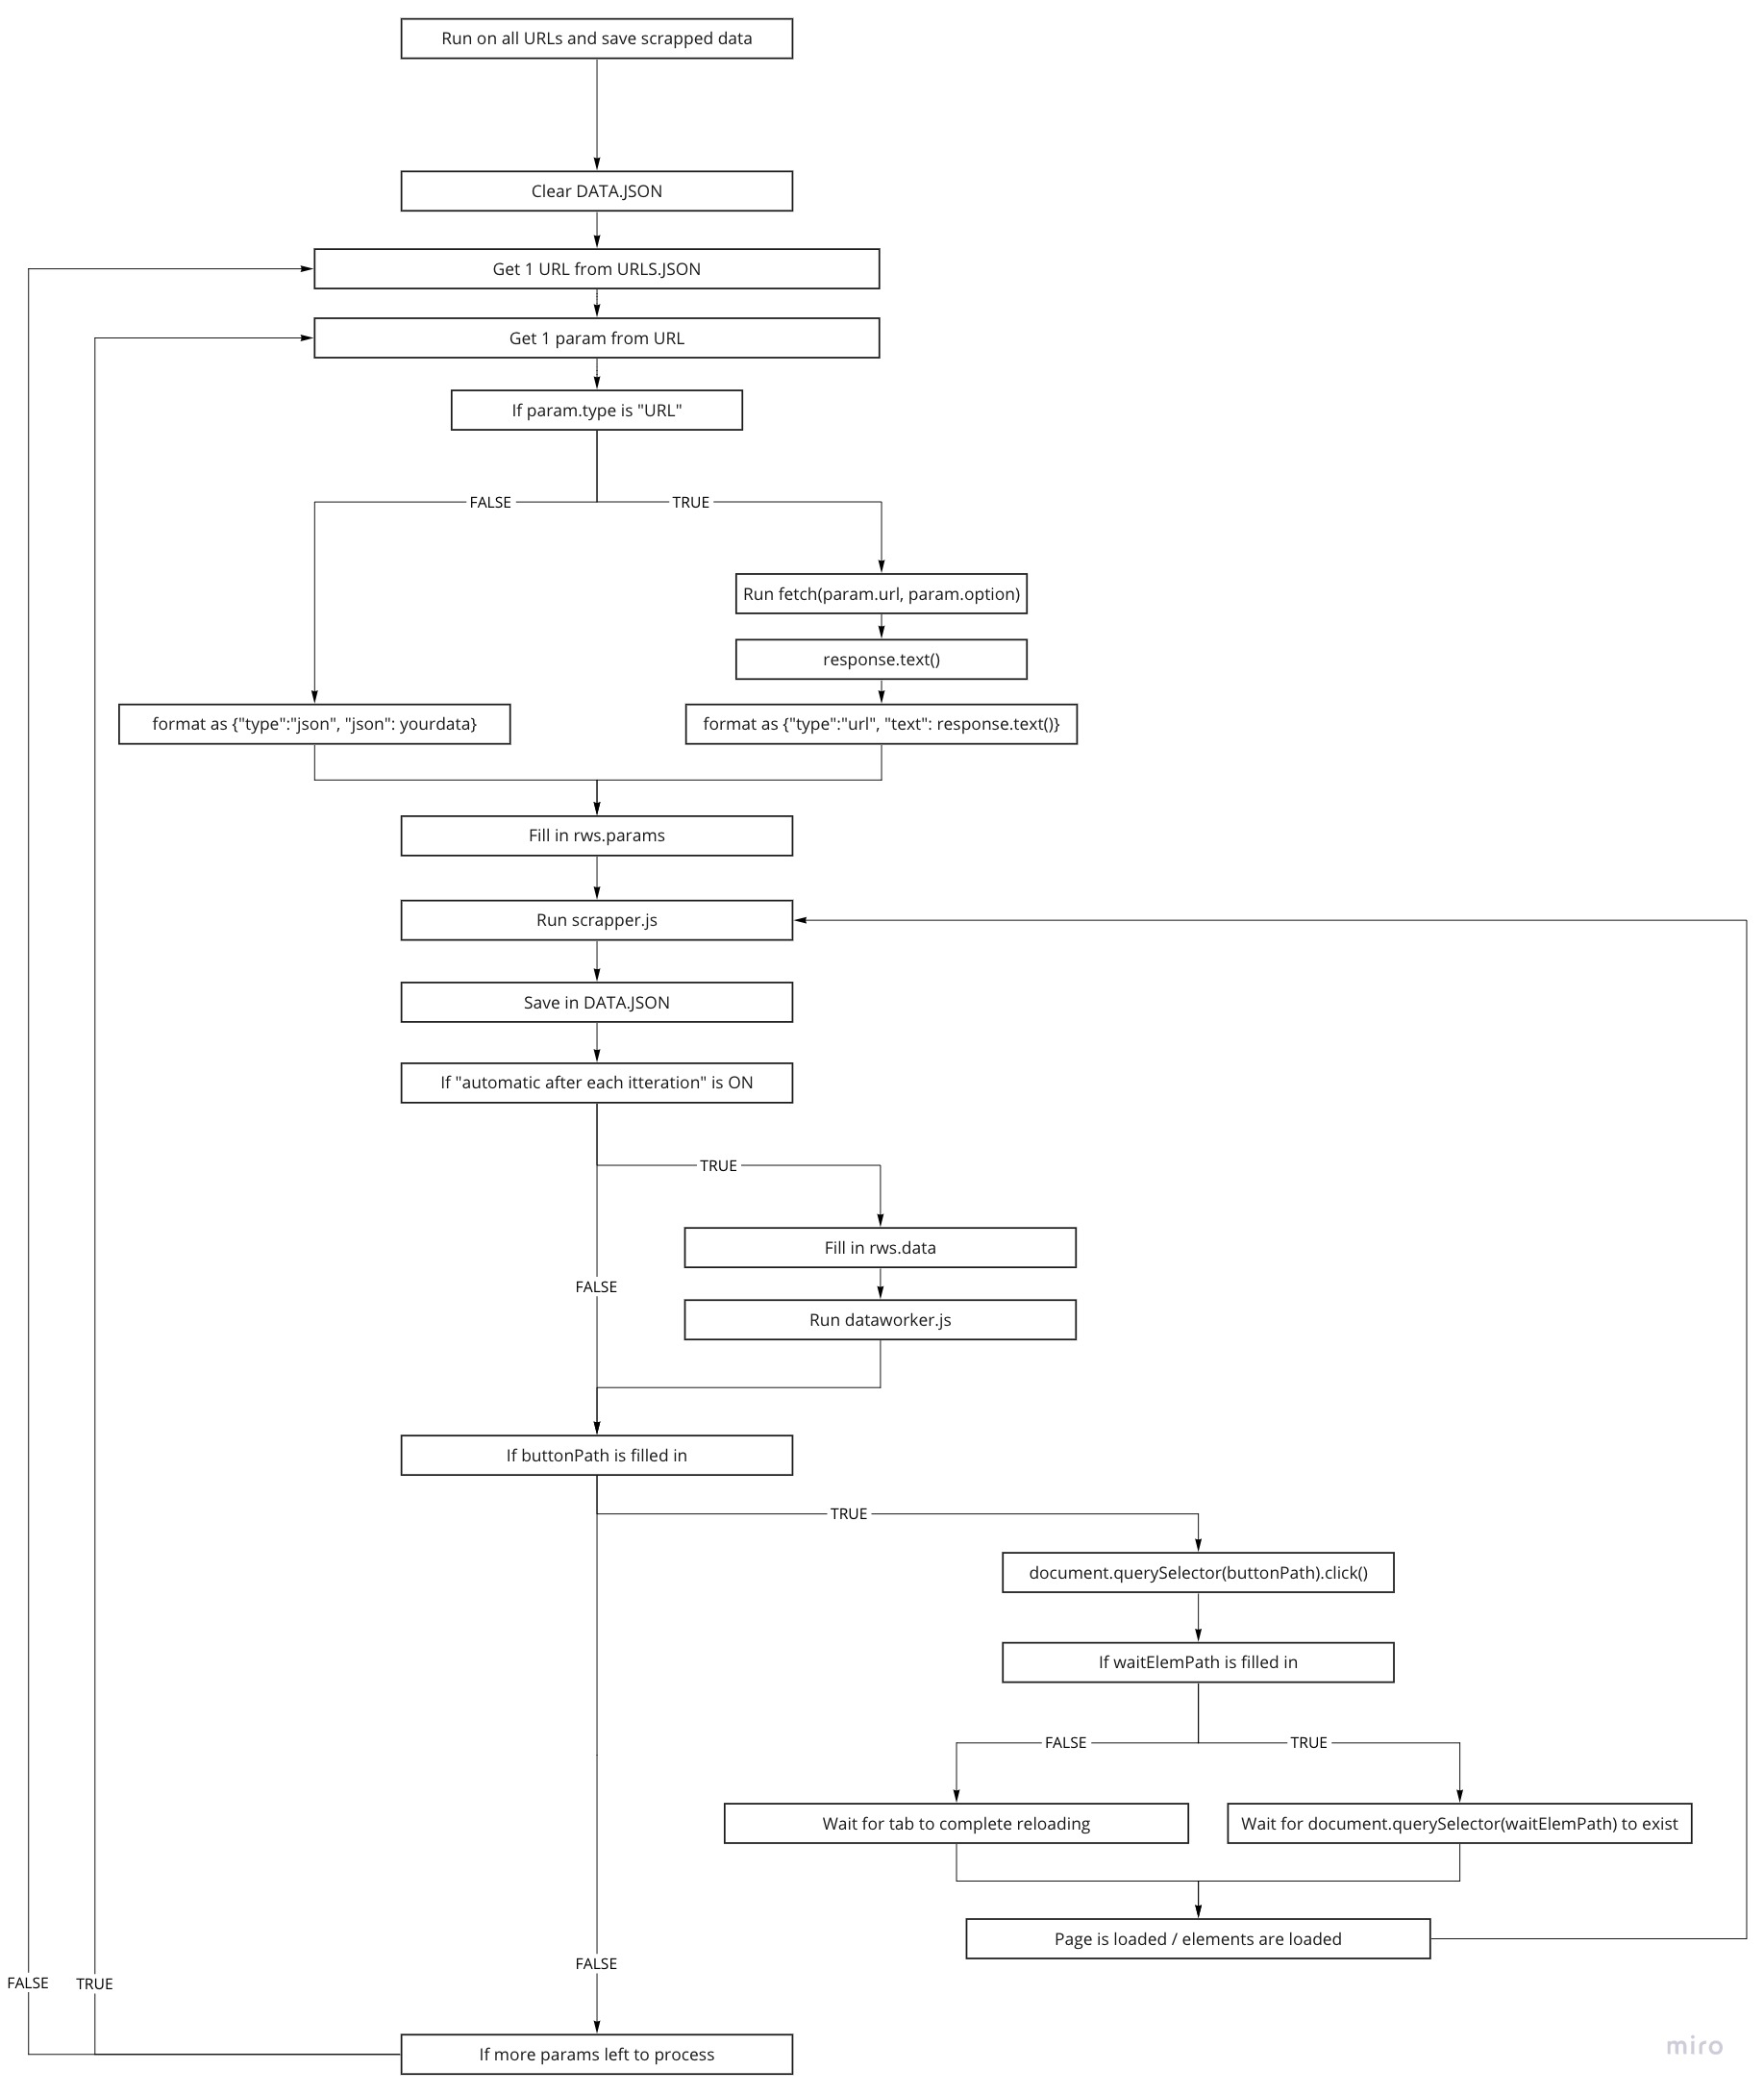 Run on all URLs and save scrapped data
Clear DATA.JSON
Get 1 URL from URLS.JSON
Get 1 param from URL
If param.type is "URL"
FALSE
TRUE
Run fetch(param.url, param.option)
response.text()
format as {"type":"json", "json": yourdata}
format as {"type":"url", "text": response.text()}
Fill in rws.params
Run scrapper.js
Save in DATA.JSON
If "automatic after each itteration" is ON
TRUE
Fill in rws.data
FALSE
Run dataworker.js
If buttonPath is filled in
TRUE
document.querySelector(buttonPath).click()
If waitElemPath is filled in
FALSE
TRUE
Wait for tab to complete reloading
Wait for document.querySelector(waitElemPath) to exist
Page is loaded / elements are loaded
FALSE
FALSE
TRUE
If more params left to process
miro